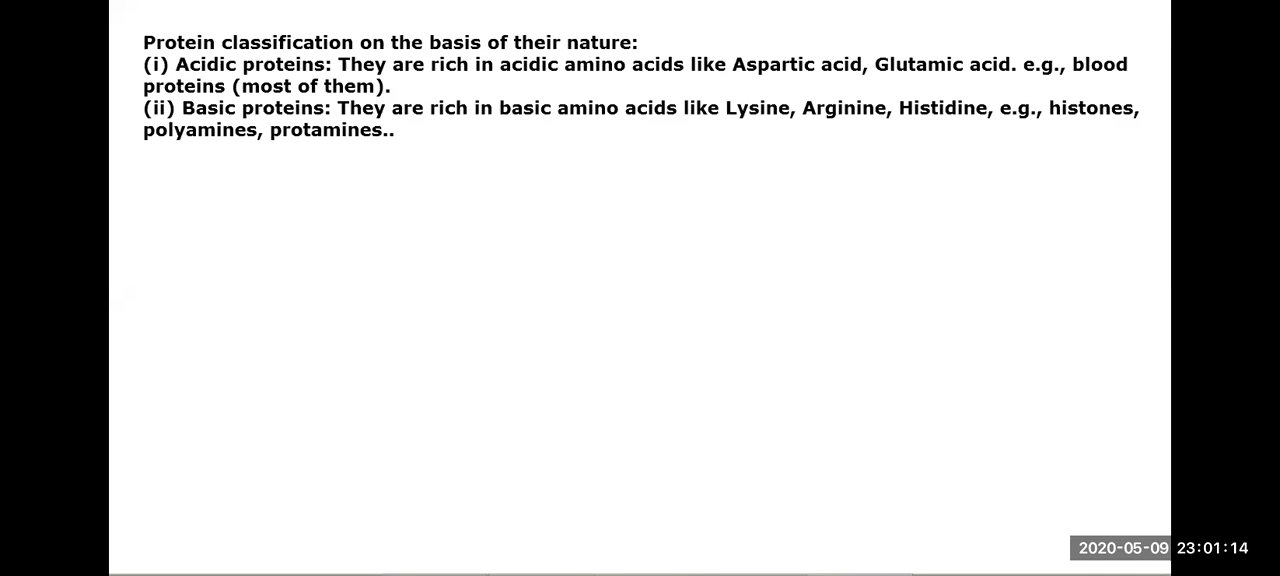 Protein classification on the basis of their nature:
(i) Acidic proteins: They are rich in acidic amino acids like Aspartic acid, Glutamic acid. e.g., blood
proteins (most of them).
(ii) Basic proteins: They are rich in basic amino acids like Lysine, Arginine, Histidine, e.g., histones,
polyamines, protamines..
2020-05-09 23:01:14